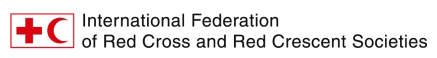 International Federation
of Red Cross and Red Crescent Societies